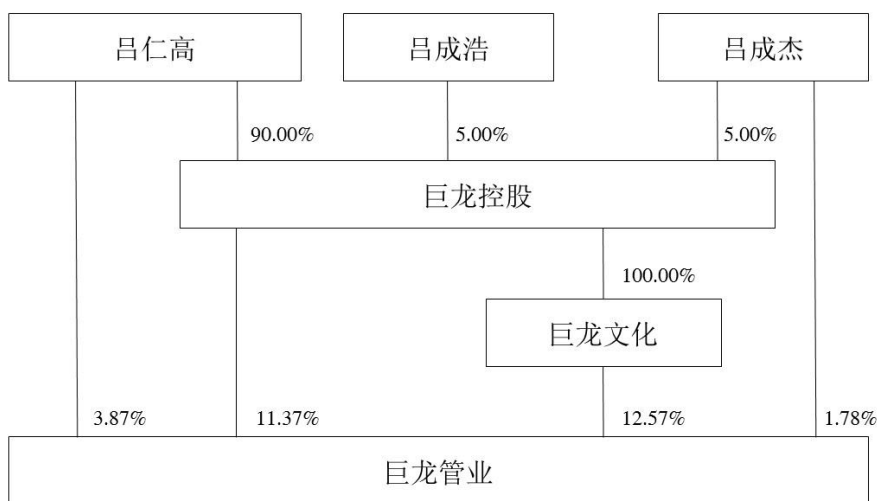 吕仁高
吕成浩
吕成杰
90.00%
5.00%
5.00%
巨龙控股
100.00%
巨龙文化
3.87%
11.37%
12.57%
1.78%
巨龙管业